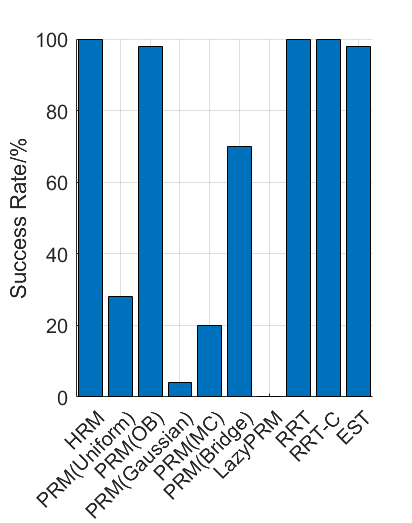 100
80
60
40
20
0
Success Rate/%
HRM
PRM(Uniform)
PRM(OB)
PRM(Gaussian)
PRM(MC)
PRM(Bridge)
LazyPRM
RRT
RRT-C
EST